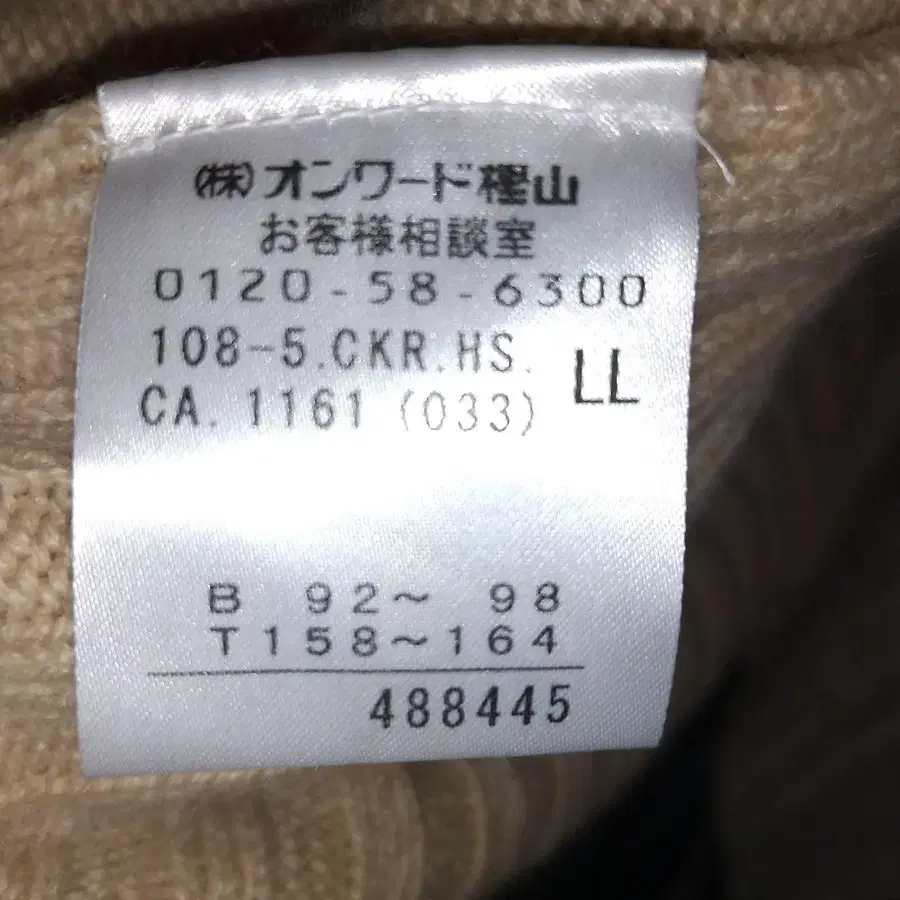 (株)オンワード樫山
お客様相談室
0120-58-6300
108-5.CKR.HS.
LL
CA. 1161 (033)
B 92～ 98
T158～164
488445